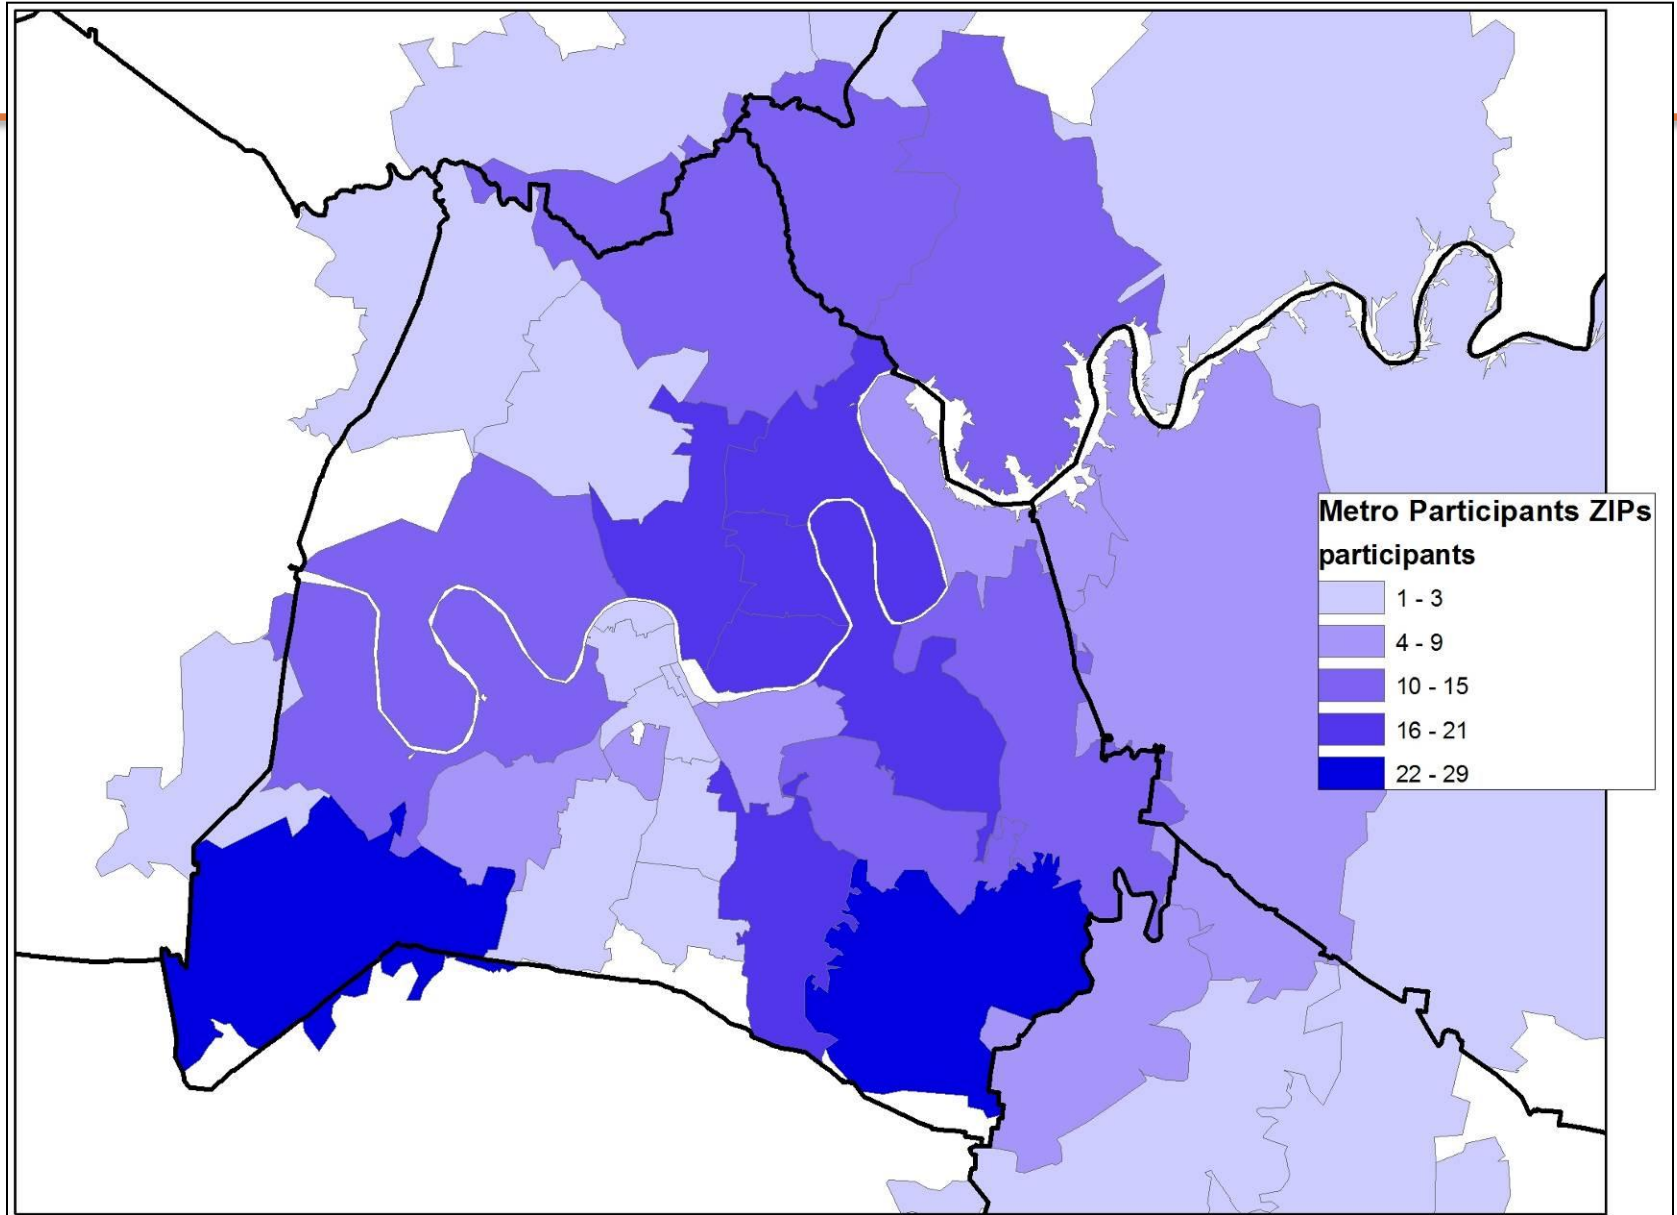 Metro Participants ZIPs
participants
1 - 3
4 - 9
10 - 15
16 - 21
22 - 29